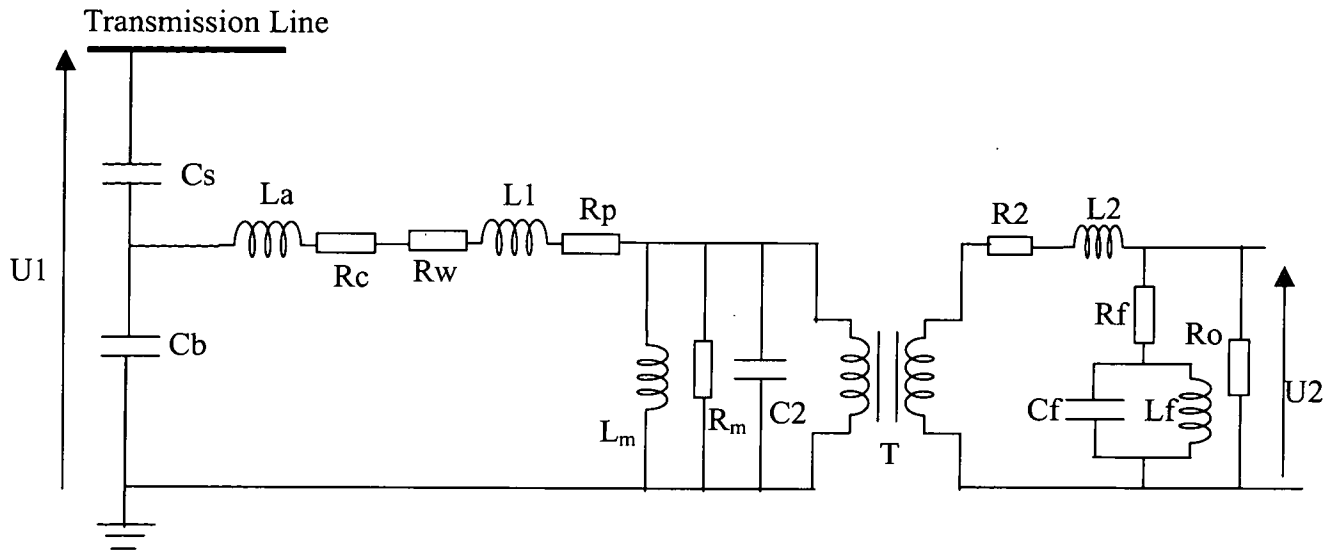 Transmission Line
Cs
La
L1
Rp
R2
L2
U1
Rc
Rw
Rf
Ro
Cb
Lm
Rm
C2
T
Cf
Lf
U2